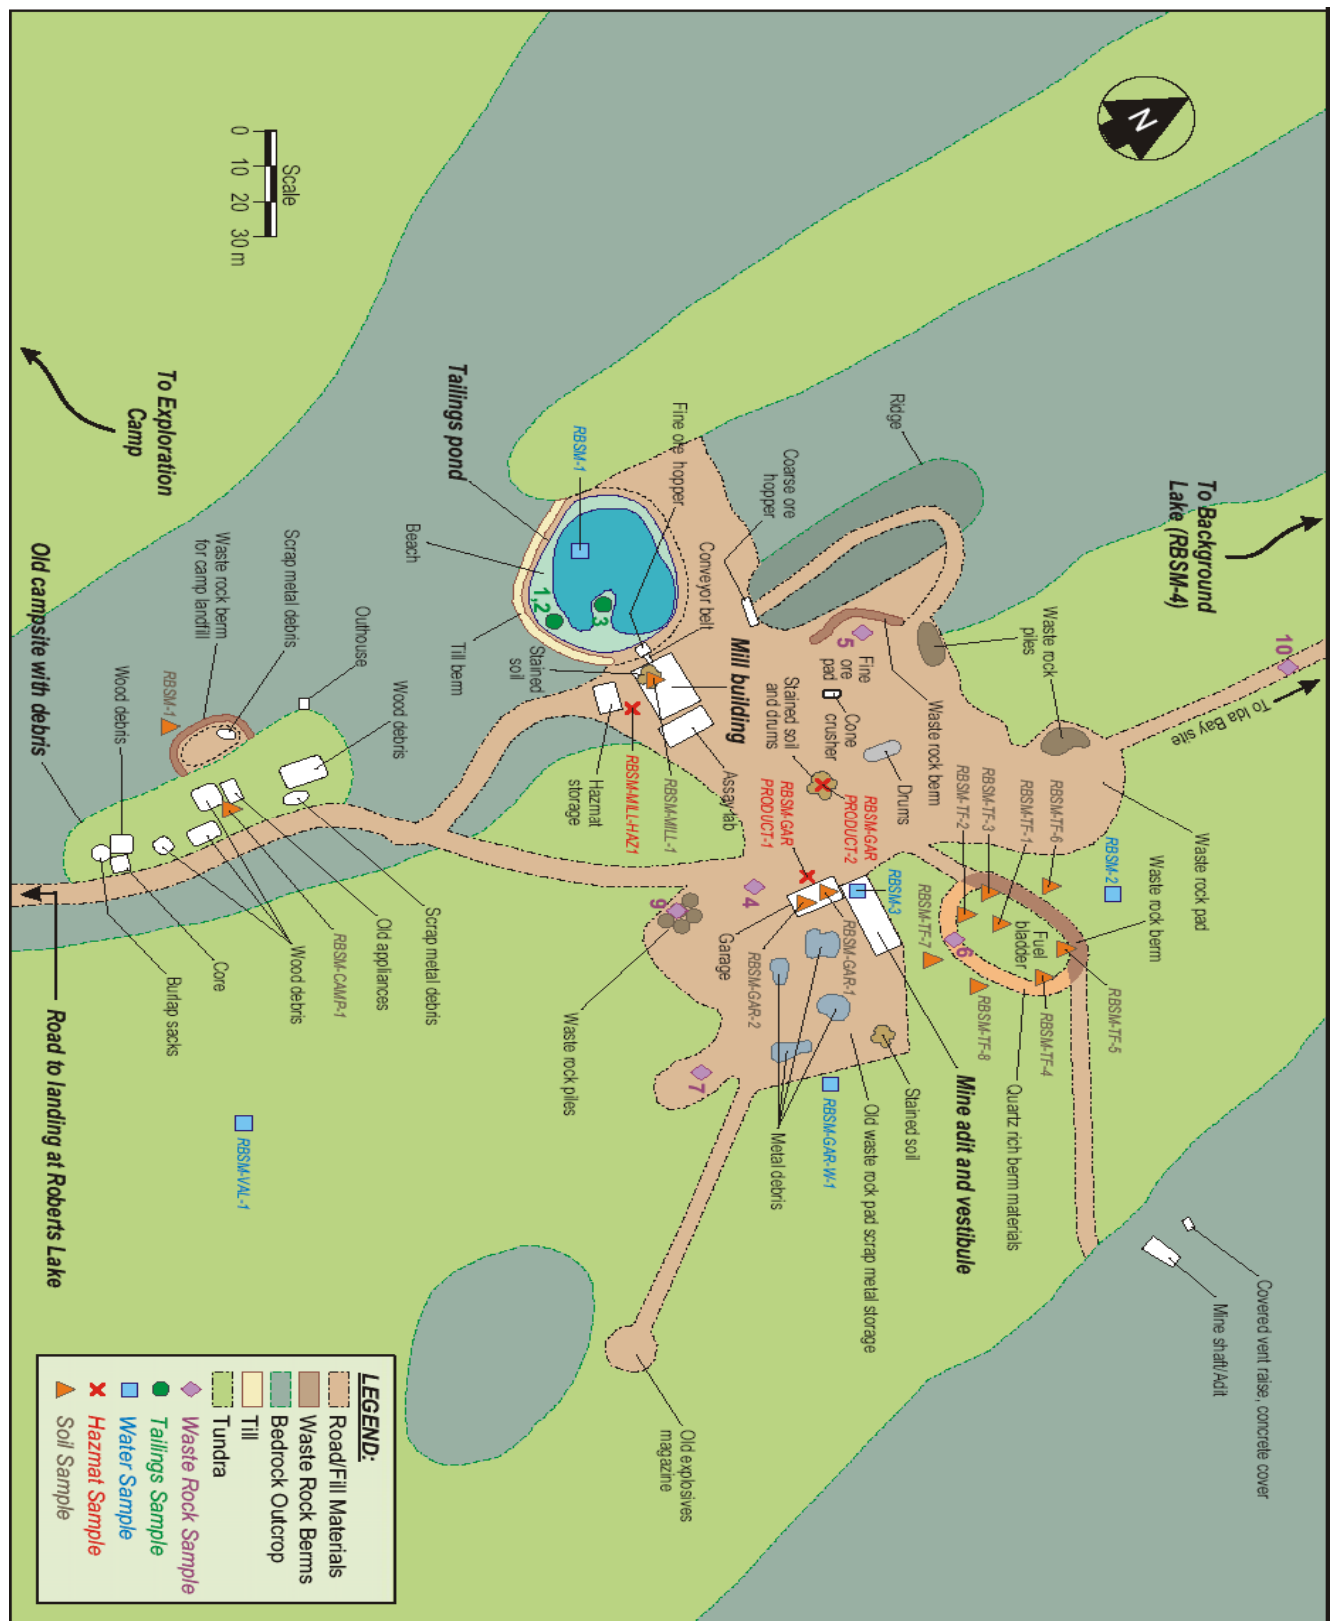 N
Scale
0 10 20 30 m
To Background
Lake (RBSM-4)
10
To Ida Bay site
Ridge
Coarse ore
hopper
Waste rock
piles
Waste rock pad
Waste rock berm
RBSM-2
RBSM-TF-6
RBSM-TF-1
RBSM-TF-3
RBSM-TF-2
RBSM-TF-5
RBSM-TF-4
RBSM-TF-8
RBSM-TF-7
Fuel
bladder
6
Quartz rich berm materials
Covered vent raise, concrete cover
Mine shaft/Adit
Waste rock berm
5
Fine
ore
pad
Cone
crusher
Drums
Stained soil
and drums
RBSM-GAR
PRODUCT-2
RBSM-GAR
PRODUCT-1
RBSM-3
Mine adit and vestibule
Stained soil
Old waste rock pad scrap metal storage
RBSM-GAR-W-1
Metal debris
RBSM-GAR-1
RBSM-GAR-2
Garage
4
9
7
Waste rock piles
Old explosives
magazine
Fine ore hopper
Conveyor belt
Mill building
Assay lab
RBSM-MILL-1
RBSM-MILL-HAZ1
Hazmat
storage
Stained
soil
RBSM-1
1,2
3
Tailings pond
Beach
Till berm
To Exploration
Camp
Outhouse
Scrap metal debris
Waste rock berm
for camp landfill
RBSM-1
Wood debris
Wood debris
Old campsite with debris
Scrap metal debris
Old appliances
RBSM-CAMP-1
Wood debris
Core
Burlap sacks
Road to landing at Roberts Lake
RBSM-VAL-1
LEGEND:
Road/Fill Materials
Waste Rock Berms
Bedrock Outcrop
Till
Tundra
Waste Rock Sample
Tailings Sample
Water Sample
Hazmat Sample
Soil Sample